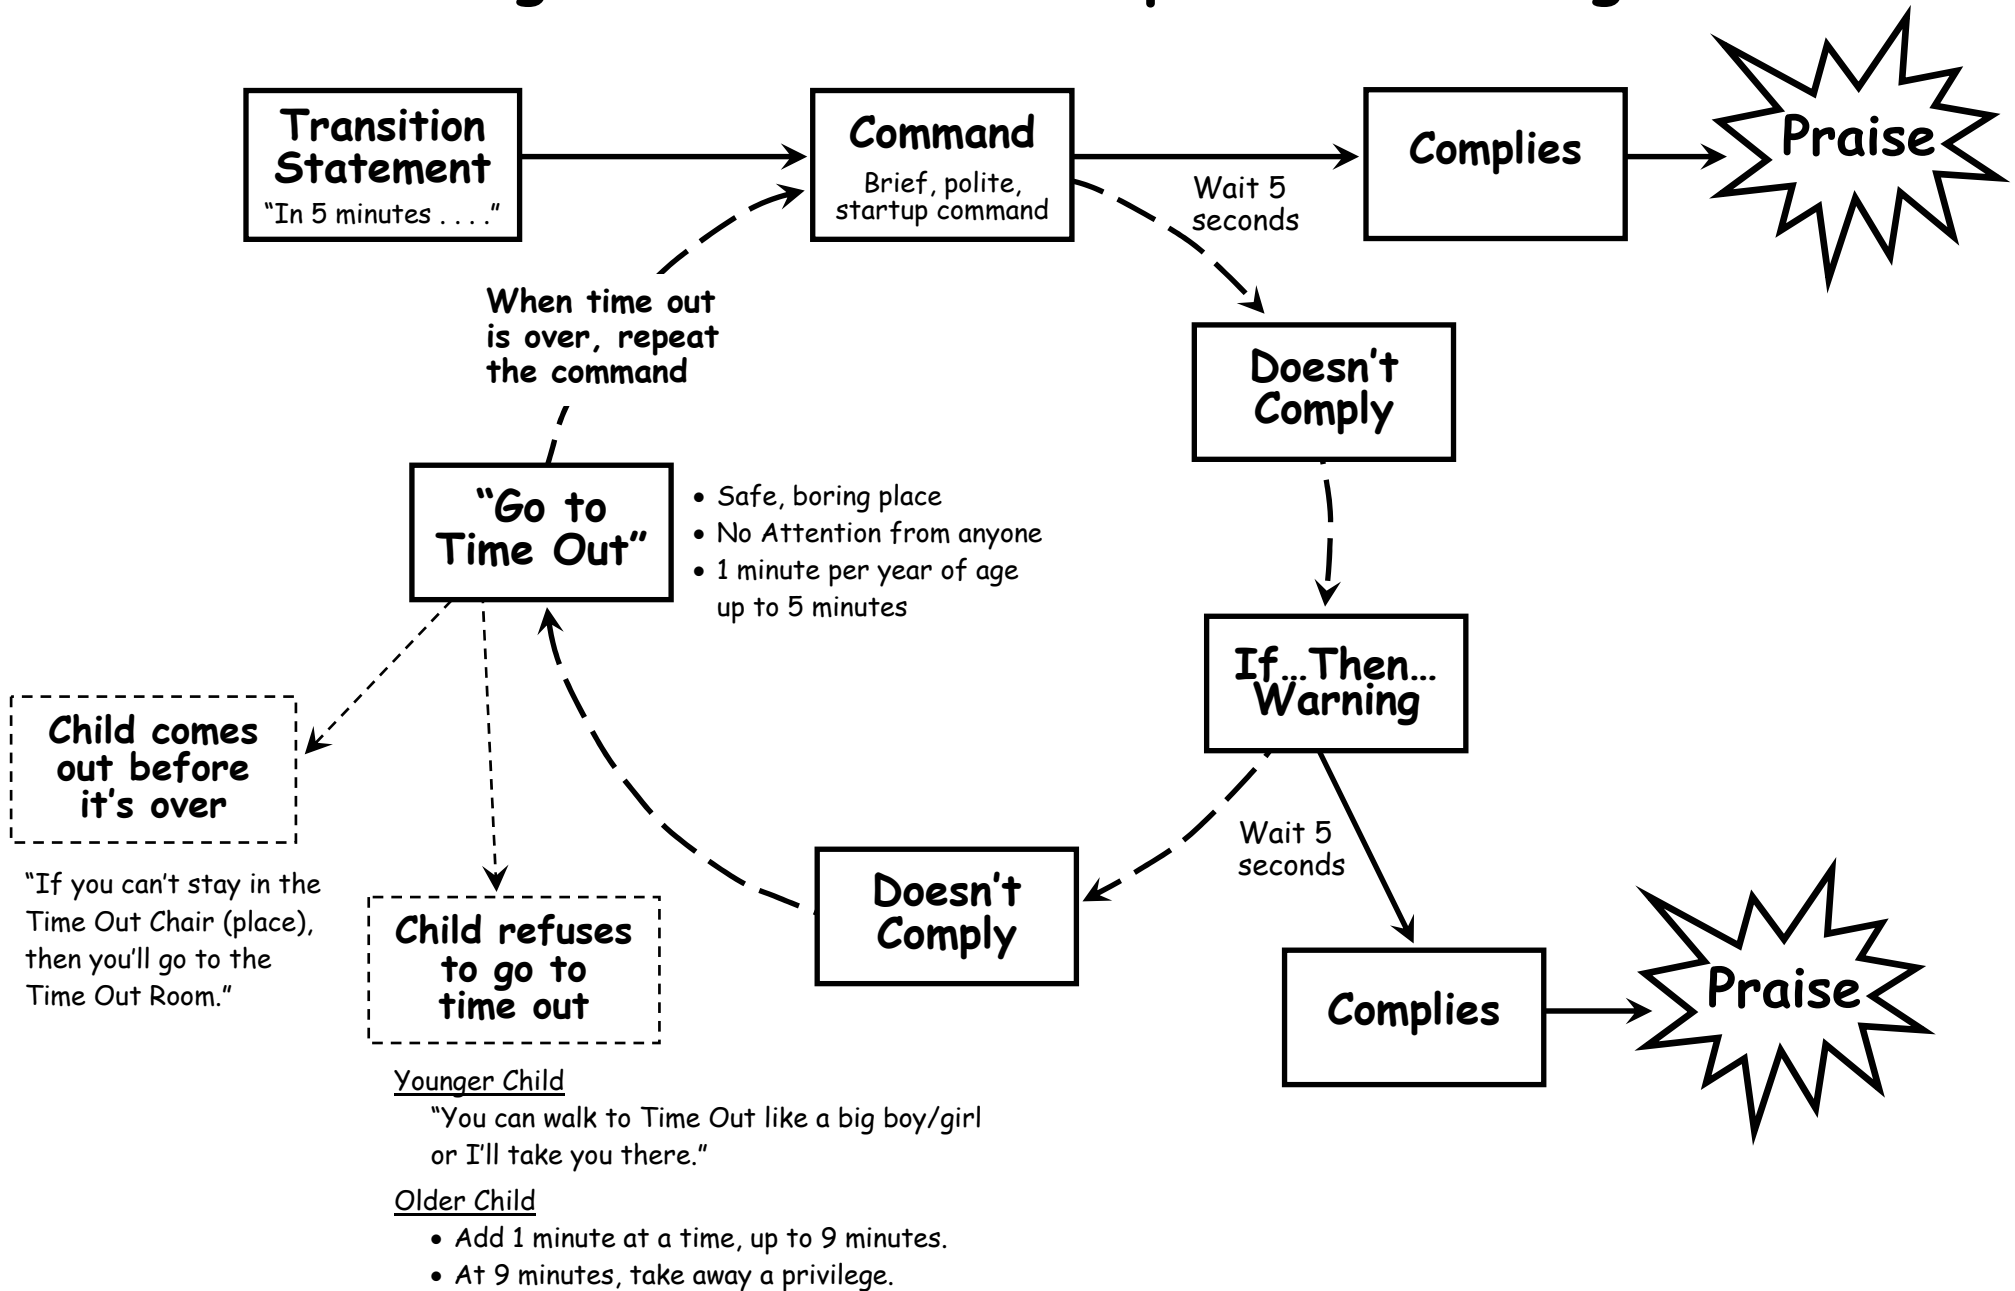 Transition
Statement
“In 5 minutes . . . .”
Command
Brief, polite,
startup command
Complies
Praise
Wait 5
seconds
When time out
is over, repeat
the command
Doesn’t
Comply
“Go to
Time Out”
• Safe, boring place
• No Attention from anyone
• 1 minute per year of age
up to 5 minutes
If...Then...
Warning
Child comes
out before
it’s over
“If you can’t stay in the
Time Out Chair (place),
then you’ll go to the
Time Out Room.”
Wait 5
seconds
Doesn’t
Comply
Child refuses
to go to
time out
Complies
Praise
Younger Child
“You can walk to Time Out like a big boy/girl
or I’ll take you there.”
Older Child
• Add 1 minute at a time, up to 9 minutes.
• At 9 minutes, take away a privilege.